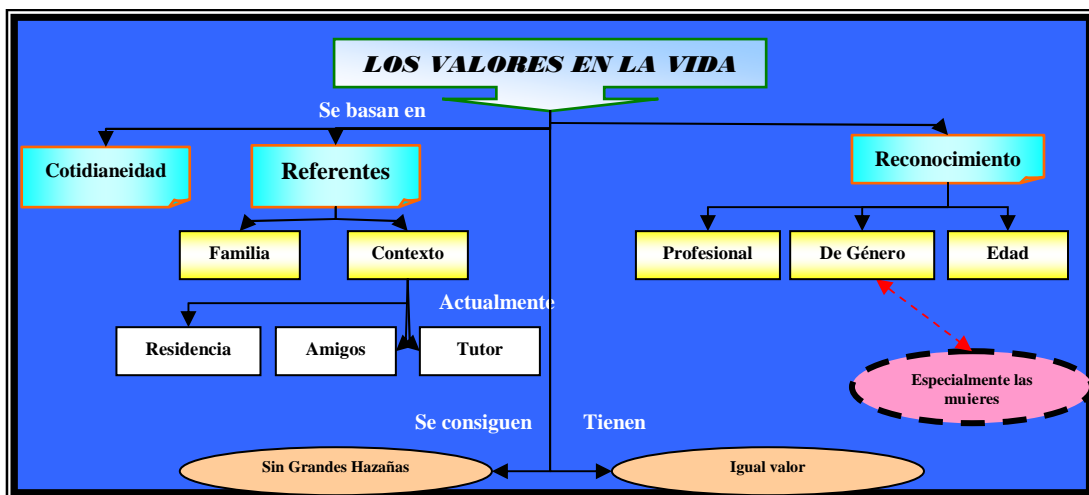 LOS VALORES EN LA VIDA
Se basan en
Cotidianeidad
Referentes
Reconocimiento
Familia
Contexto
Profesional
De Género
Edad
Actualmente
Residencia
Amigos
Tutor
Especialmente las
mujeres
Se consiguen
Tienen
Sin Grandes Hazañas
Igual valor